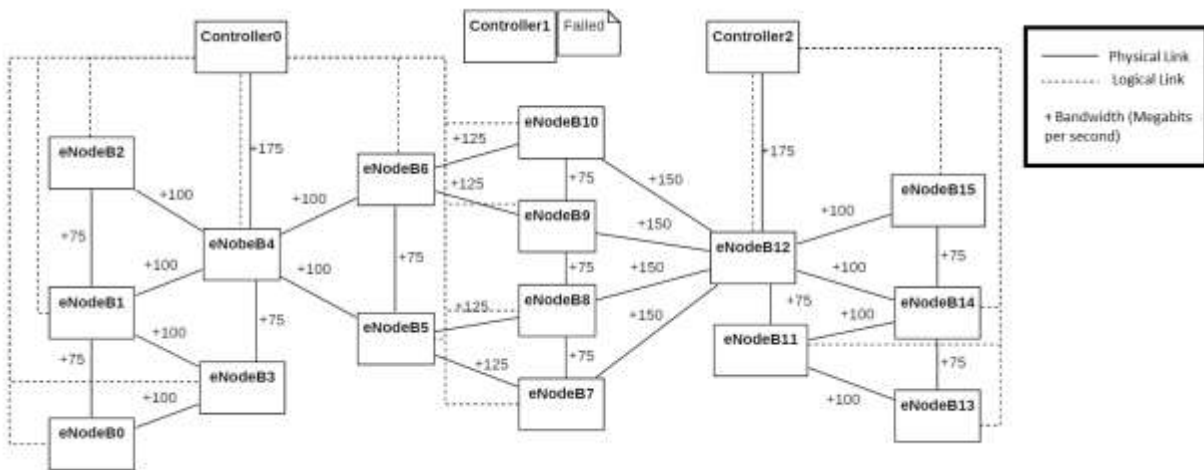 Controller0
Controller1
Failed
Controller2
Physical Link
Logical Link
+ Bandwidth (Megabits
per second)
eNodeB2
+175
eNodeB6
+125
eNodeB10
+175
+75
+125
+150
eNodeB15
+100
+100
eNodeB9
+150
+100
eNobeB4
eNodeB12
+75
+75
+75
+75
+100
+100
+150
+100
eNodeB1
eNodeB8
eNodeB14
+125
+75
+150
+75
eNodeB5
+100
+100
+75
eNodeB11
+75
eNodeB3
+125
+75
+75
eNodeB7
+100
+100
eNodeB13
eNodeB0